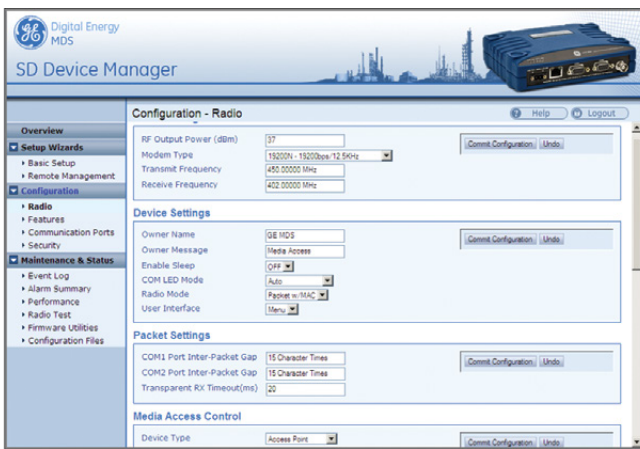 Digital Energy
MDS
SD Device Manager
Configuration - Radio
Help
Logout
Overview
Setup Wizards
Basic Setup
Remote Management
Configuration
Radio
Features
Communication Ports
Security
Maintenance & Status
Event Log
Alarm Summary
Performance
Radio Test
Firmware Utilities
Configuration Files
RF Output Power (dBm) 37
Modem Type 19200N - 19200bps/12.5KHz
Transmit Frequency 450.00000 MHz
Receive Frequency 402.00000 MHz
Commit Configuration Undo
Device Settings
Owner Name GE MDS
Owner Message Media Access
Enable Sleep OFF
COM LED Mode Auto
Radio Mode Packet w/MAC
User Interface Menu
Commit Configuration Undo
Packet Settings
COM1 Port Inter-Packet Gap 15 Character Times
COM2 Port Inter-Packet Gap 15 Character Times
Transparent RX Timeout(ms) 20
Commit Configuration Undo
Media Access Control
Device Type Access Point
Commit Configuration Undo